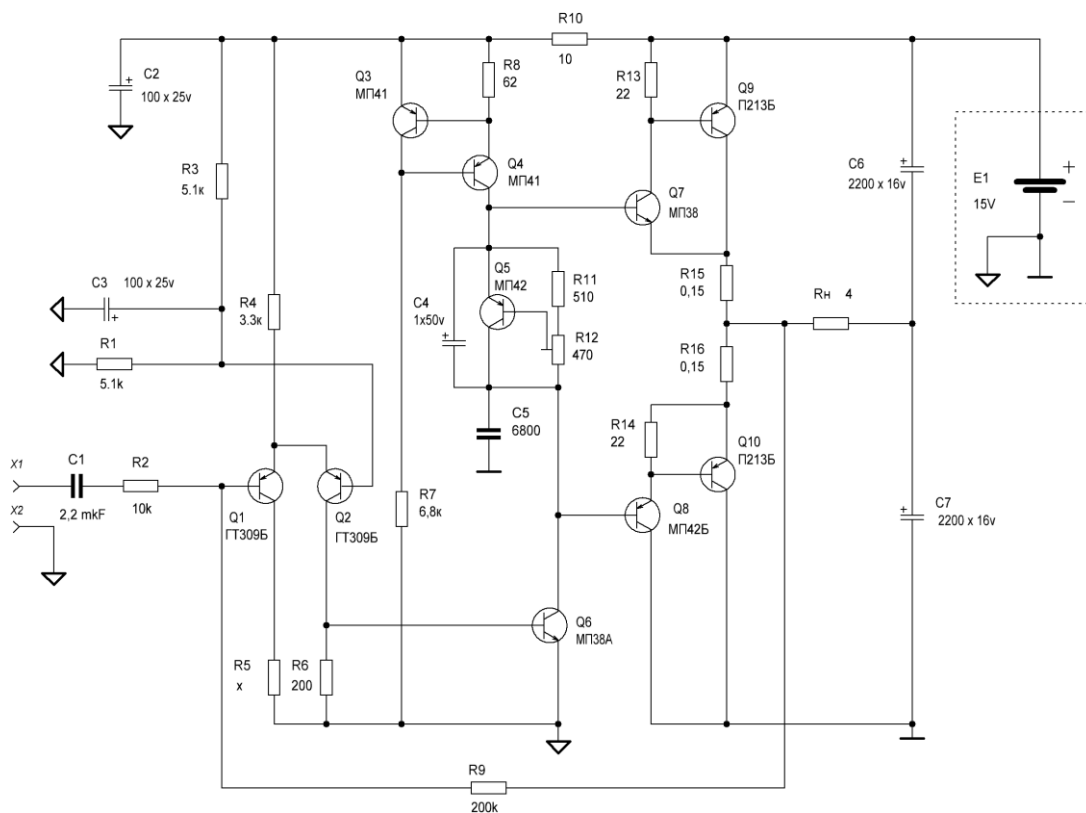 R10
10
C2
100 x 25v
Q3
МП41
R8
62
R13
22
Q9
П213Б
R3
5.1к
Q4
МП41
Q7
МП38
C6
2200 x 16v
E1
15V
C3
100 x 25v
R4
3.3к
C4
1x50v
Q5
МП42
R11
510
R12
470
R15
0,15
Rн 4
R1
5.1k
R16
0,15
C5
6800
R14
22
Q10
П213Б
X1
X2
C1
2,2 mkF
R2
10k
Q1
ГТ309Б
Q2
ГТ309Б
R7
6,8к
Q8
МП42Б
C7
2200 x 16v
Q6
МП38А
R5
x
R6
200
R9
200k